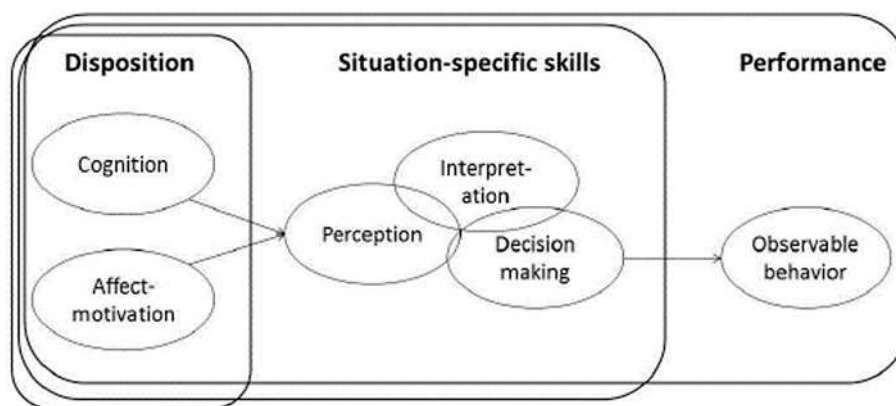 Disposition
Situation-specific skills
Performance
Cognition
Affect-
motivation
Perception
Interpret-
ation
Decision
making
Observable
behavior